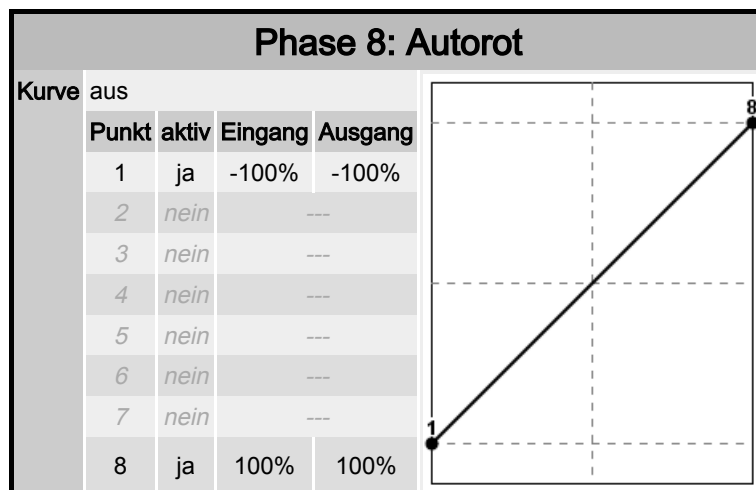 Phase 8: Autorot
Kurve aus
Punkt aktiv Eingang Ausgang
1 ja -100% -100%
2 nein ---
3 nein ---
4 nein ---
5 nein ---
6 nein ---
7 nein ---
8 ja 100% 100%
8
1